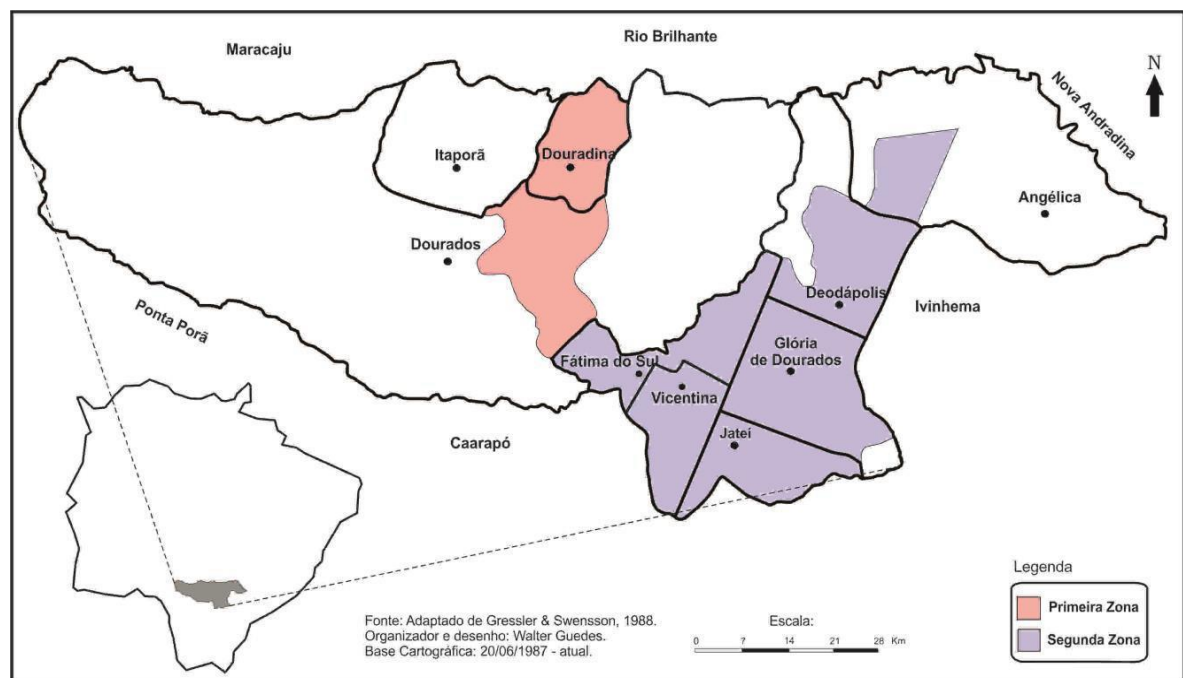 Maracaju
Rio Brilhante
N
Nova Andradina
Itaporã
Douradina
Angélica
Dourados
Deodápolis
Ivinhema
Ponta Porã
Glória
de Dourados
Fátima do Sul
Vicentina
Caarapó
Jateí
Legenda
Primeira Zona
Segunda Zona
Fonte: Adaptado de Gressler & Swensson, 1988.
Organizador e desenho: Walter Guedes.
Base Cartográfica: 20/06/1987 - atual.
Escala:
0 7 14 21 28 Km